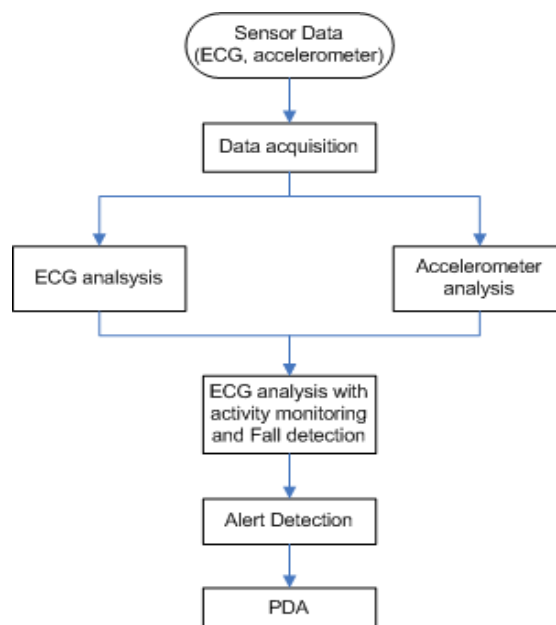 Sensor Data
(ECG, accelerometer)
Data acquisition
ECG analsysis
Accelerometer
analysis
ECG analysis with
activity monitoring
and Fall detection
Alert Detection
PDA